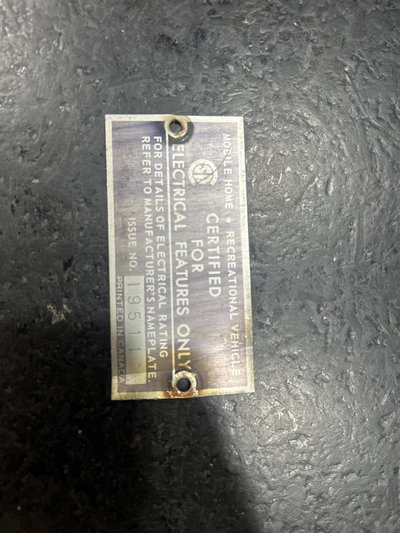 MOBILE HOME • RECREATIONAL VEHICLE
CERTIFIED
FOR
ELECTRICAL FEATURES ONLY
FOR DETAILS OF ELECTRICAL RATING
REFER TO MANUFACTURER'S NAMEPLATE.
ISSUE NO.
PRINTED IN CANADA